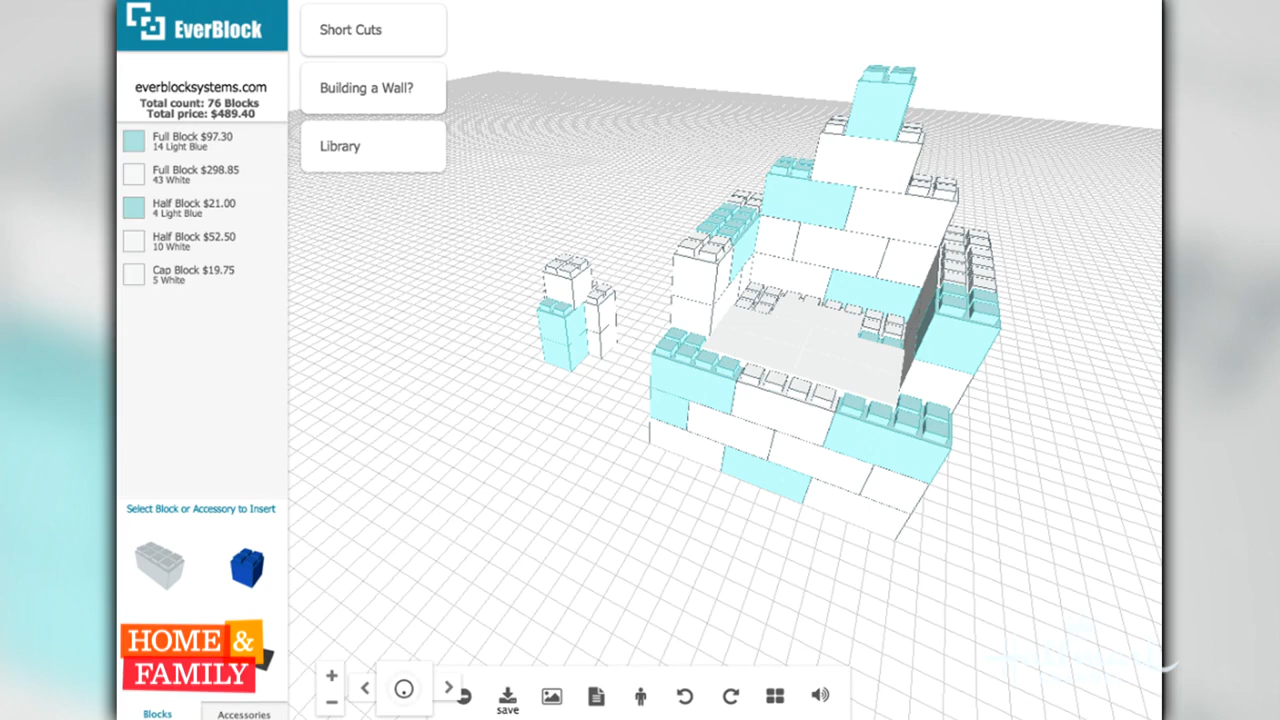 EverBlock
everblocksystems.com
Total count: 76 Blocks
Total price: $489.40
Full Block $97.30
14 Light Blue
Full Block $298.85
43 White
Half Block $21.00
4 Light Blue
Half Block $52.50
10 White
Cap Block $19.75
5 White
Select Block or Accessory to Insert
HOME &
FAMILY
Blocks
Accessories
Short Cuts
Building a Wall?
Library
save